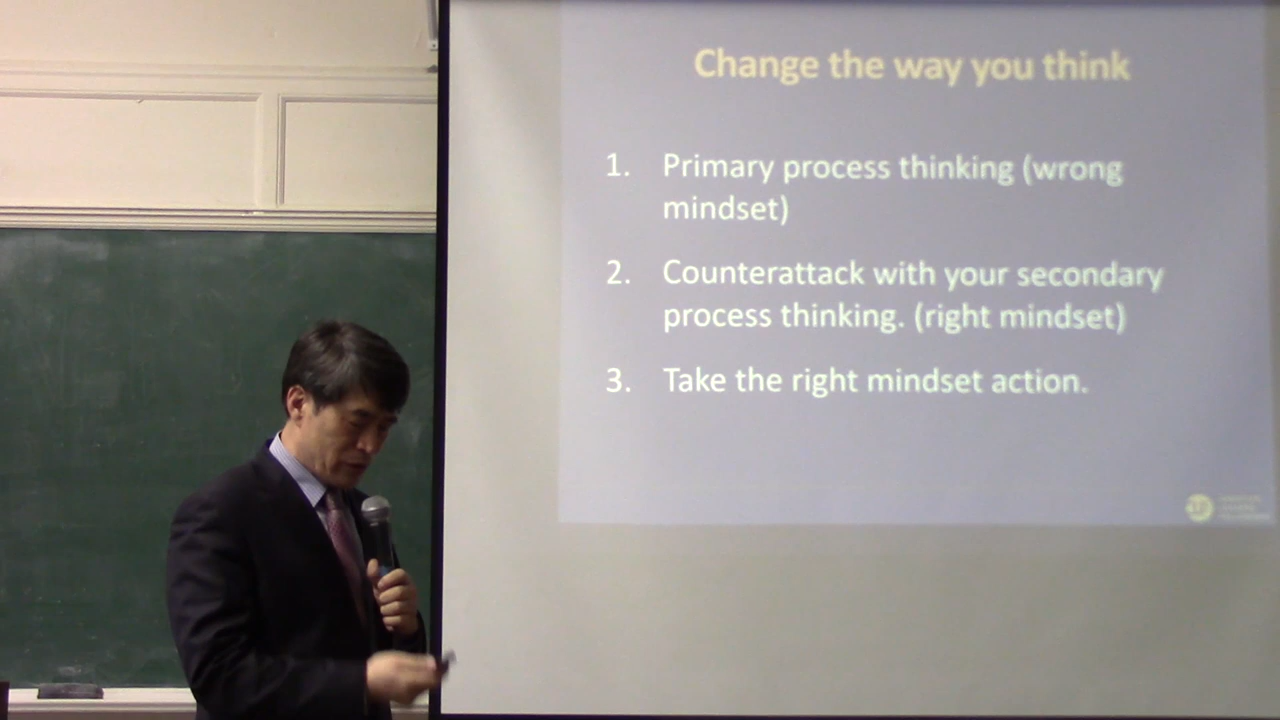 Change the way you think
1. Primary process thinking (wrong
mindset)
2. Counterattack with your secondary
process thinking. (right mindset)
3. Take the right mindset action.